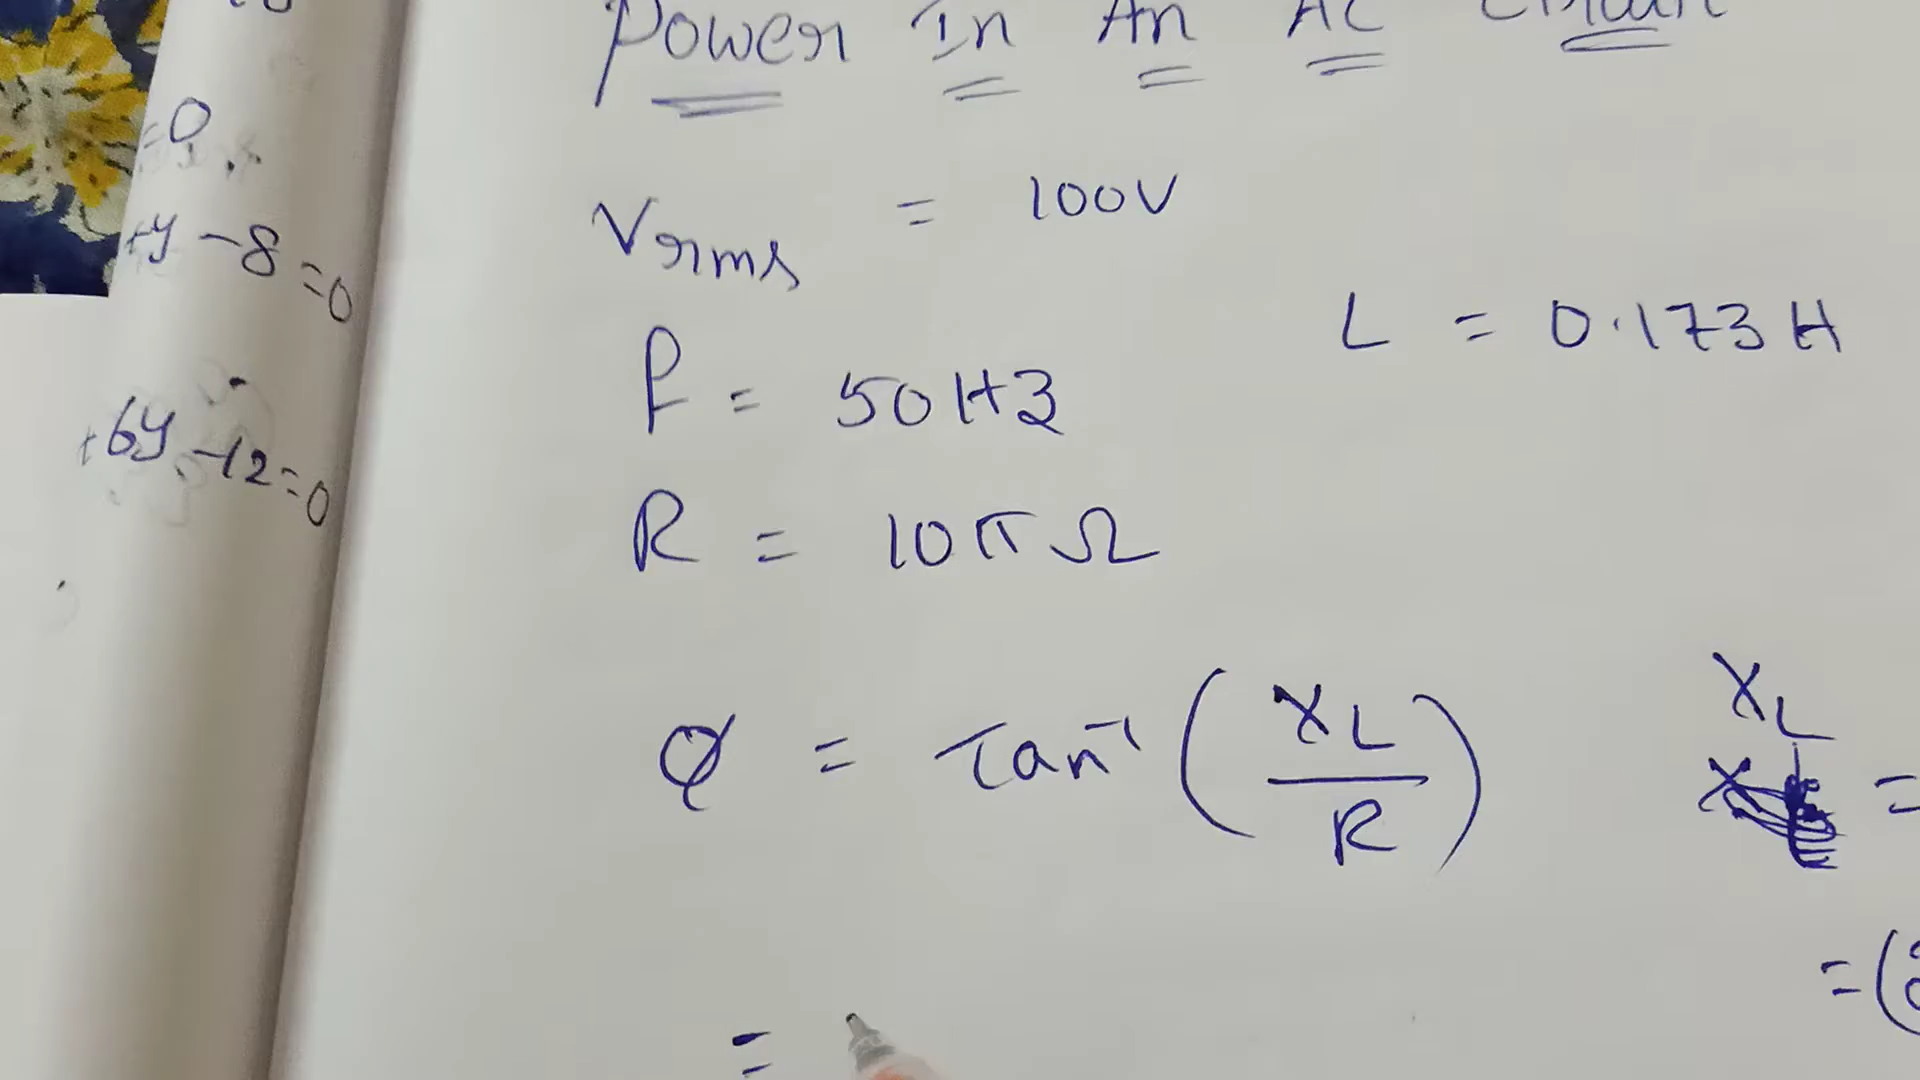 Power In An AC Circuit
=0
Vrms = 100V
+y -8=0
L = 0.173H
f = 50Hz
+6y -12=0
R = 10π Ω
φ = Tan⁻¹ (XL/R)
XL
=
= (
=